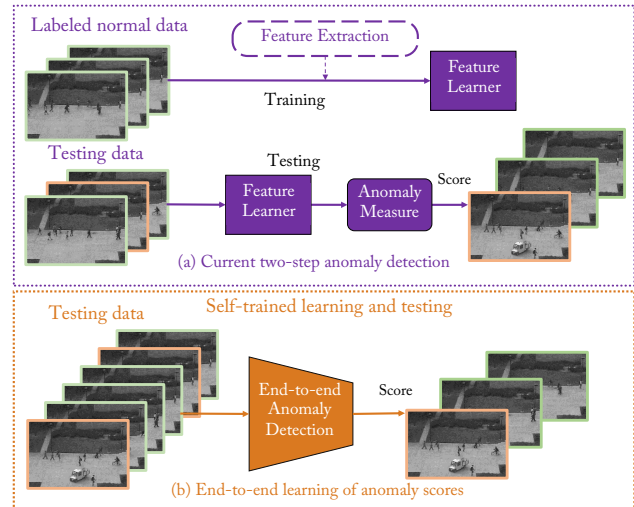 Labeled normal data
Feature Extraction
Feature
Learner
Training
Testing data
Testing
Feature
Learner
Anomaly
Measure
Score
(a) Current two-step anomaly detection
Self-trained learning and testing
Testing data
End-to-end
Anomaly
Detection
Score
(b) End-to-end learning of anomaly scores